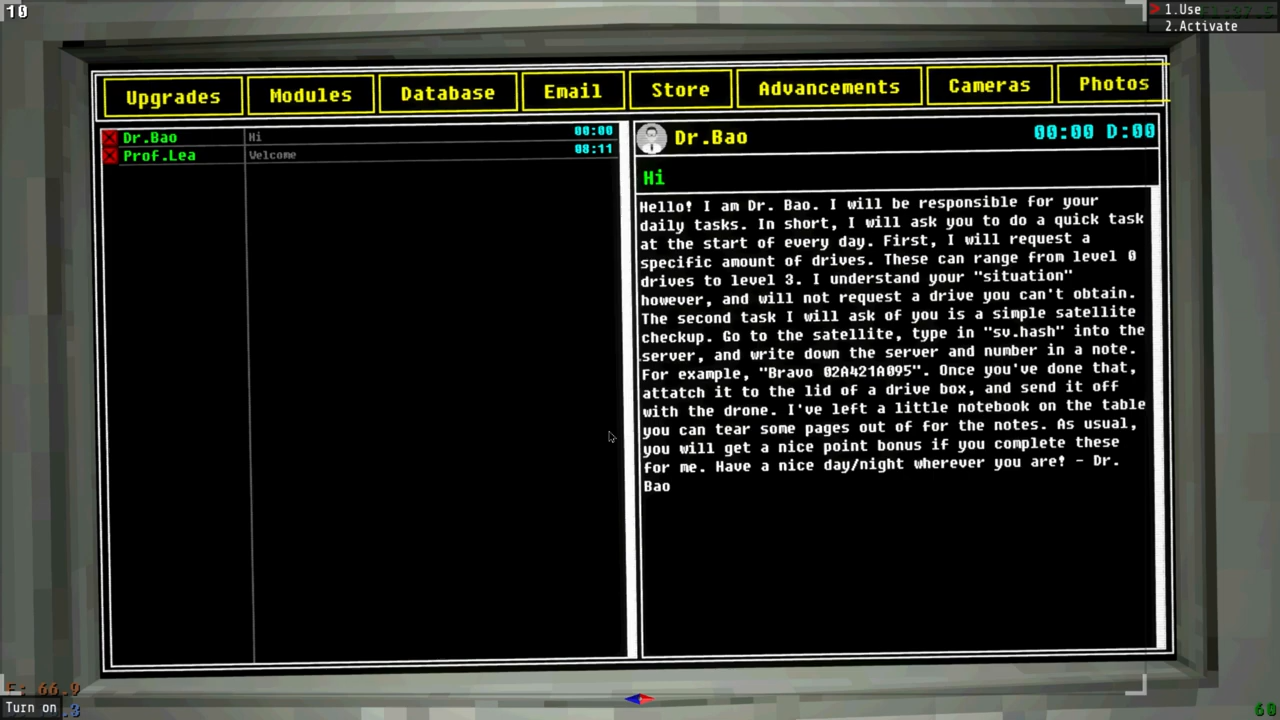 10
1.Use
2.Activate
Upgrades
Modules
Database
Email
Store
Advancements
Cameras
Photos
Dr.Bao
Hi
00:00
Prof.Lea
Velcome
08:11
Dr.Bao
00:00 D:00
Hi
Hello! I am Dr. Bao. I will be responsible for your
daily tasks. In short, I will ask you to do a quick task
at the start of every day. First, I will request a
specific amount of drives. These can range from level 0
drives to level 3. I understand your "situation"
however, and will not request a drive you can't obtain.
The second task I will ask of you is a simple satellite
checkup. Go to the satellite, type in "sv.hash" into the
server, and write down the server and number in a note.
For example, "Bravo 02A421A095". Once you've done that,
attatch it to the lid of a drive box, and send it off
with the drone. I've left a little notebook on the table
you can tear some pages out of for the notes. As usual,
you will get a nice point bonus if you complete these
for me. Have a nice day/night wherever you are! - Dr.
Bao
66.9
Turn on
60